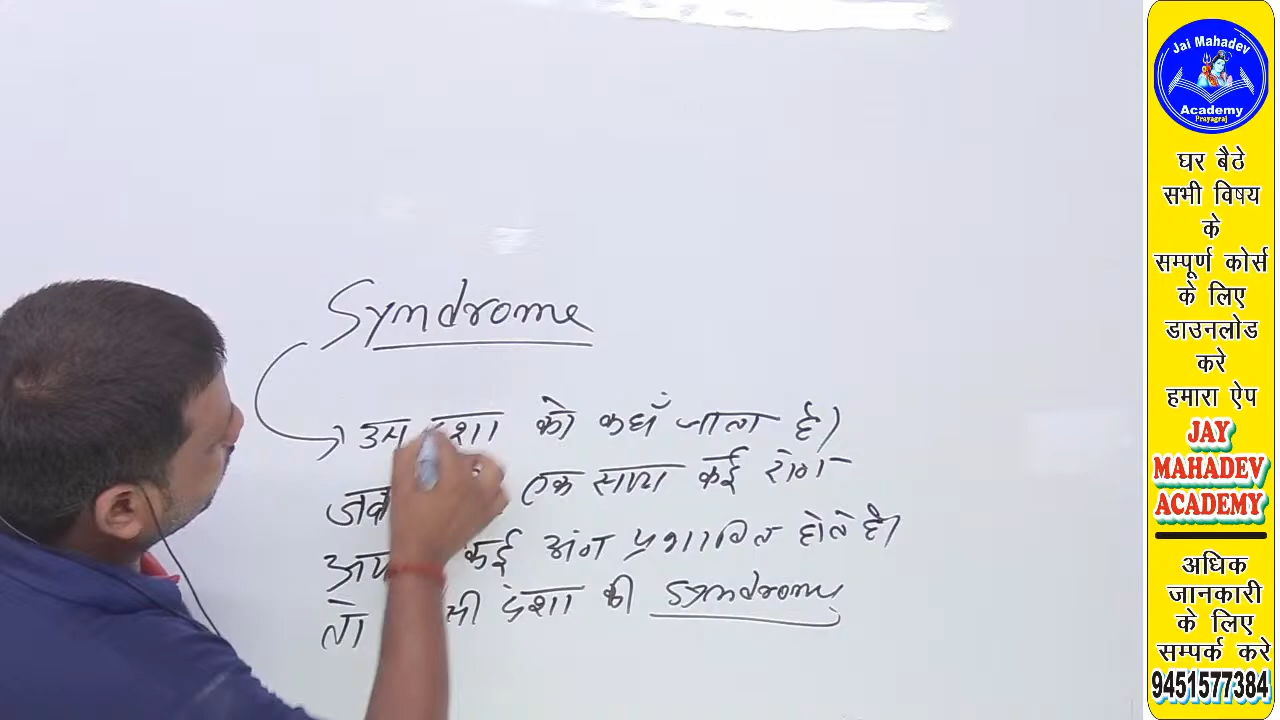 Syndrome
उस दशा को कहाँ जाता है।
जब एक साथ कई रोग
कई अंग प्रभावित होते है।
तो दशा की Syndrome
Jai Mahadev
Academy
Prayagraj
घर बैठे
सभी विषय
के
सम्पूर्ण कोर्स
के लिए
डाउनलोड
करे
हमारा ऐप
JAY
MAHADEV
ACADEMY
अधिक
जानकारी
के लिए
सम्पर्क करे
9451577384